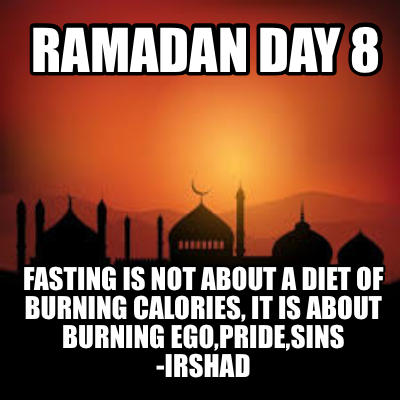 RAMADAN DAY 8
FASTING IS NOT ABOUT A DIET OF
BURNING CALORIES, IT IS ABOUT
BURNING EGO,PRIDE,SINS
-IRSHAD